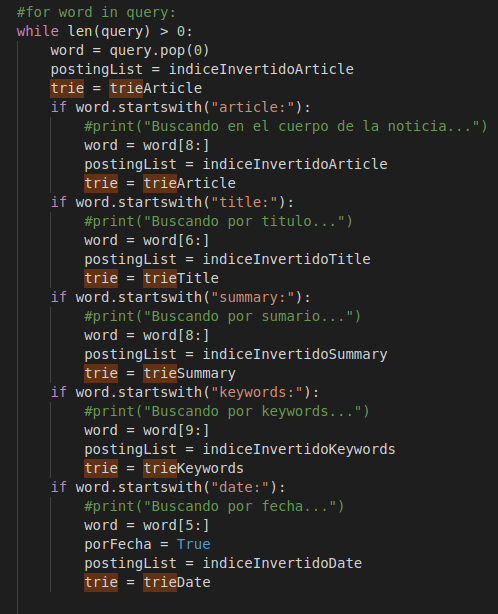 #for word in query:
while len(query) > 0:
    word = query.pop(0)
    postingList = indiceInvertidoArticle
    trie = trieArticle
    if word.startswith("article:"):
        #print("Buscando en el cuerpo de la noticia...")
        word = word[8:]
        postingList = indiceInvertidoArticle
        trie = trieArticle
    if word.startswith("title:"):
        #print("Buscando por titulo...")
        word = word[6:]
        postingList = indiceInvertidoTitle
        trie = trieTitle
    if word.startswith("summary:"):
        #print("Buscando por sumario...")
        word = word[8:]
        postingList = indiceInvertidoSummary
        trie = trieSummary
    if word.startswith("keywords:"):
        #print("Buscando por keywords...")
        word = word[9:]
        postingList = indiceInvertidoKeywords
        trie = trieKeywords
    if word.startswith("date:"):
        #print("Buscando por fecha...")
        word = word[5:]
        porFecha = True
        postingList = indiceInvertidoDate
        trie = trieDate